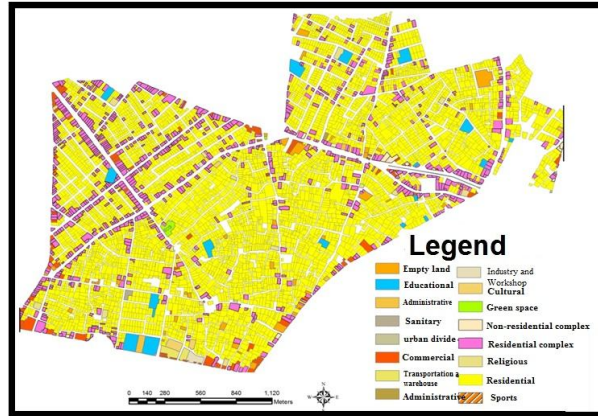 Legend
Empty land
Educational
Administrative
Sanitary
urban divide
Commercial
Transportation a
warehouse
Administrative
Industry and
Workshop
Cultural
Green space
Non-residential complex
Residential complex
Religious
Residential
Sports
0 140 280 560 840 1,120
Meters
N
W E
S